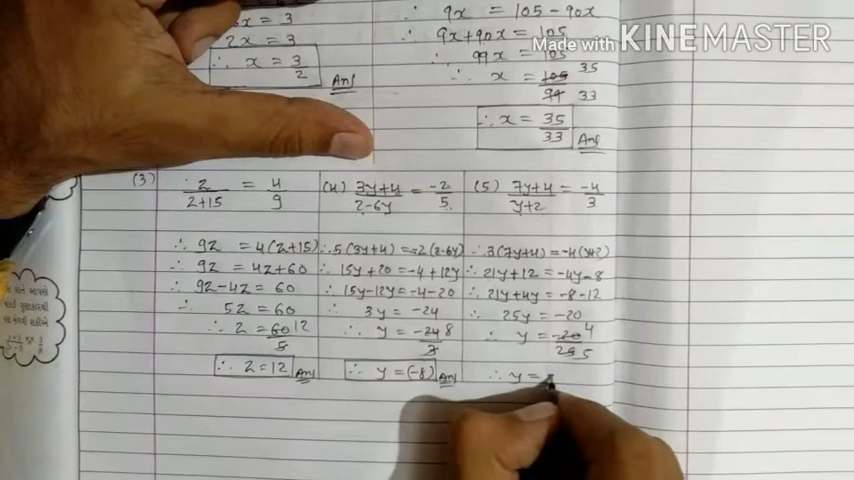 2x = 3
∴ x = 3/2 Ans
∴ 9x = 105 - 90x
∴ 9x+90x = 105
∴ 99x = 105
∴ x = 105/99 35/33
∴ x = 35/33 Ans
Made with KINEMASTER
(3) z/z+15 = 4/9
∴ 9z = 4(z+15)
∴ 9z = 4z+60
∴ 9z-4z = 60
∴ 5z = 60
∴ z = 60/5 12
∴ z = 12 Ans
(4) 3y+4/2-6y = -2/5
∴ 5(3y+4) = -2(2-6y)
∴ 15y+20 = -4+12y
∴ 15y-12y = -4-20
∴ 3y = -24
∴ y = -24/3 8
∴ y = (-8) Ans
(5) 7y+4/y+2 = -4/3
∴ 3(7y+4) = -4(y+2)
∴ 21y+12 = -4y-8
∴ 21y+4y = -8-12
∴ 25y = -20
∴ y = -20/25 4/5
∴ y =